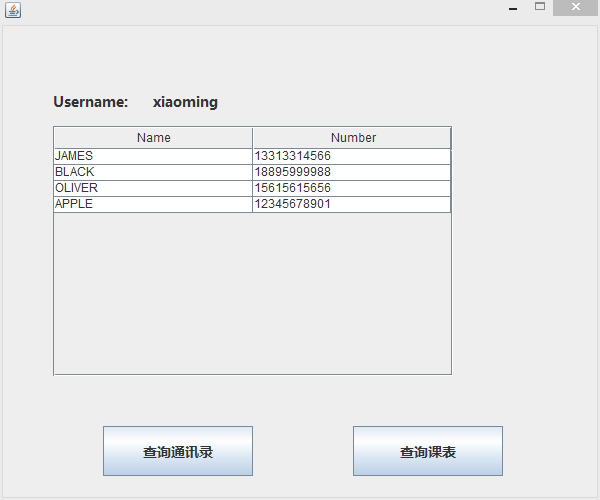 Username: xiaoming
Name Number
JAMES 13313314566
BLACK 18895999988
OLIVER 15615615656
APPLE 12345678901
查询通讯录 查询课表